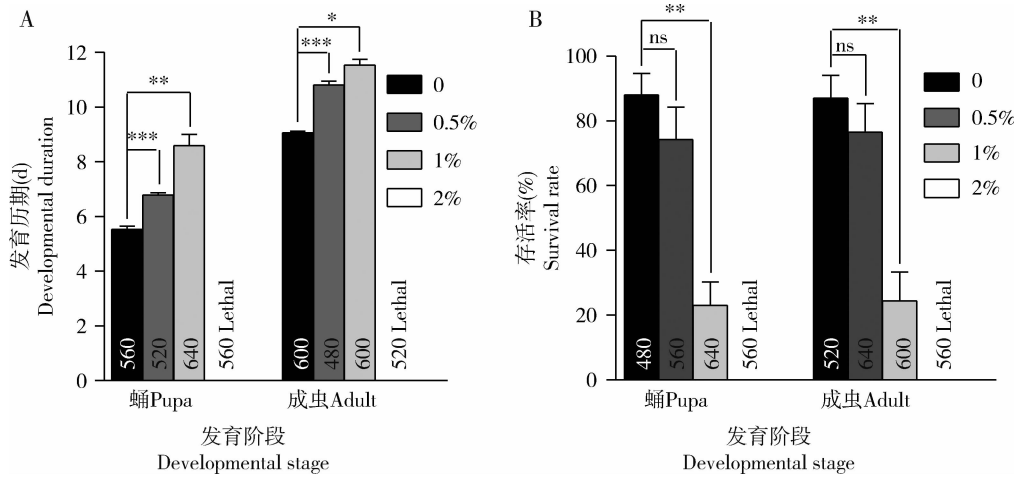 A
发育历期(d)
Developmental duration
12
10
8
6
4
2
0
***
**
***
*
560
520
640
560 Lethal
600
480
600
520 Lethal
0
0.5%
1%
2%
蛹Pupa
成虫Adult
发育阶段
Developmental stage
B
存活率(%)
Survival rate
100
80
60
40
20
0
**
ns
**
ns
480
560
640
560 Lethal
520
640
600
560 Lethal
0
0.5%
1%
2%
蛹Pupa
成虫Adult
发育阶段
Developmental stage